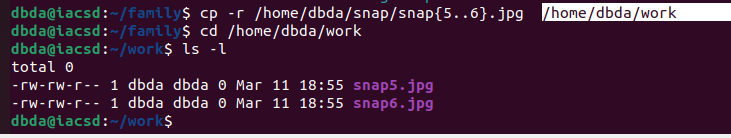 dbda@iacsd:~/family$ cp -r /home/dbda/snap/snap{5..6}.jpg  /home/dbda/work
dbda@iacsd:~/family$ cd /home/dbda/work
dbda@iacsd:~/work$ ls -l
total 0
-rw-rw-r-- 1 dbda dbda 0 Mar 11 18:55 snap5.jpg
-rw-rw-r-- 1 dbda dbda 0 Mar 11 18:55 snap6.jpg
dbda@iacsd:~/work$